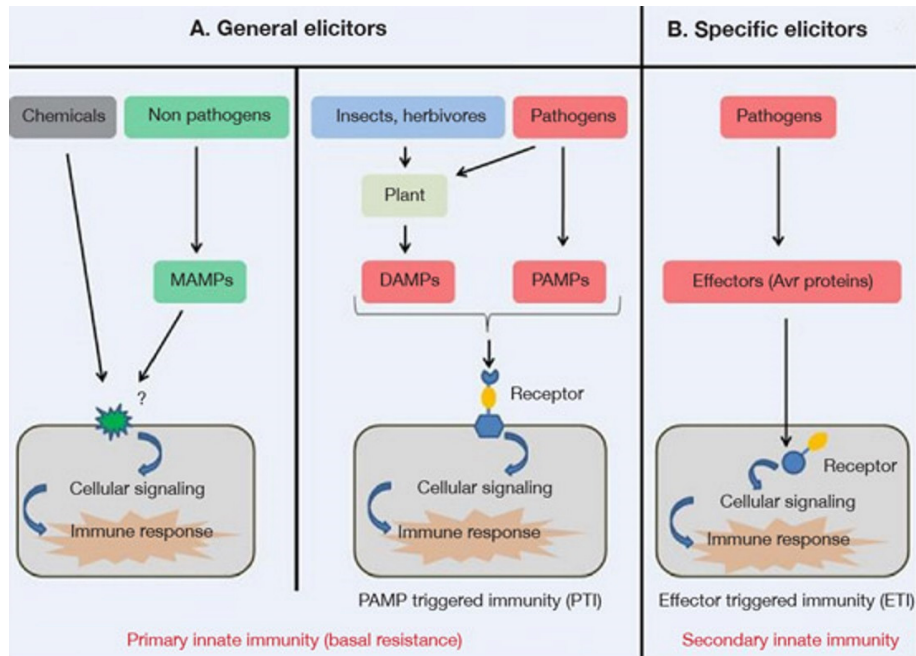 A. General elicitors
B. Specific elicitors
Chemicals
Non pathogens
Insects, herbivores
Pathogens
Pathogens
Plant
MAMPs
DAMPs
PAMPs
Effectors (Avr proteins)
?
Receptor
Receptor
Cellular signaling
Immune response
Cellular signaling
Immune response
Cellular signaling
Immune response
PAMP triggered immunity (PTI)
Effector triggered immunity (ETI)
Primary innate immunity (basal resistance)
Secondary innate immunity